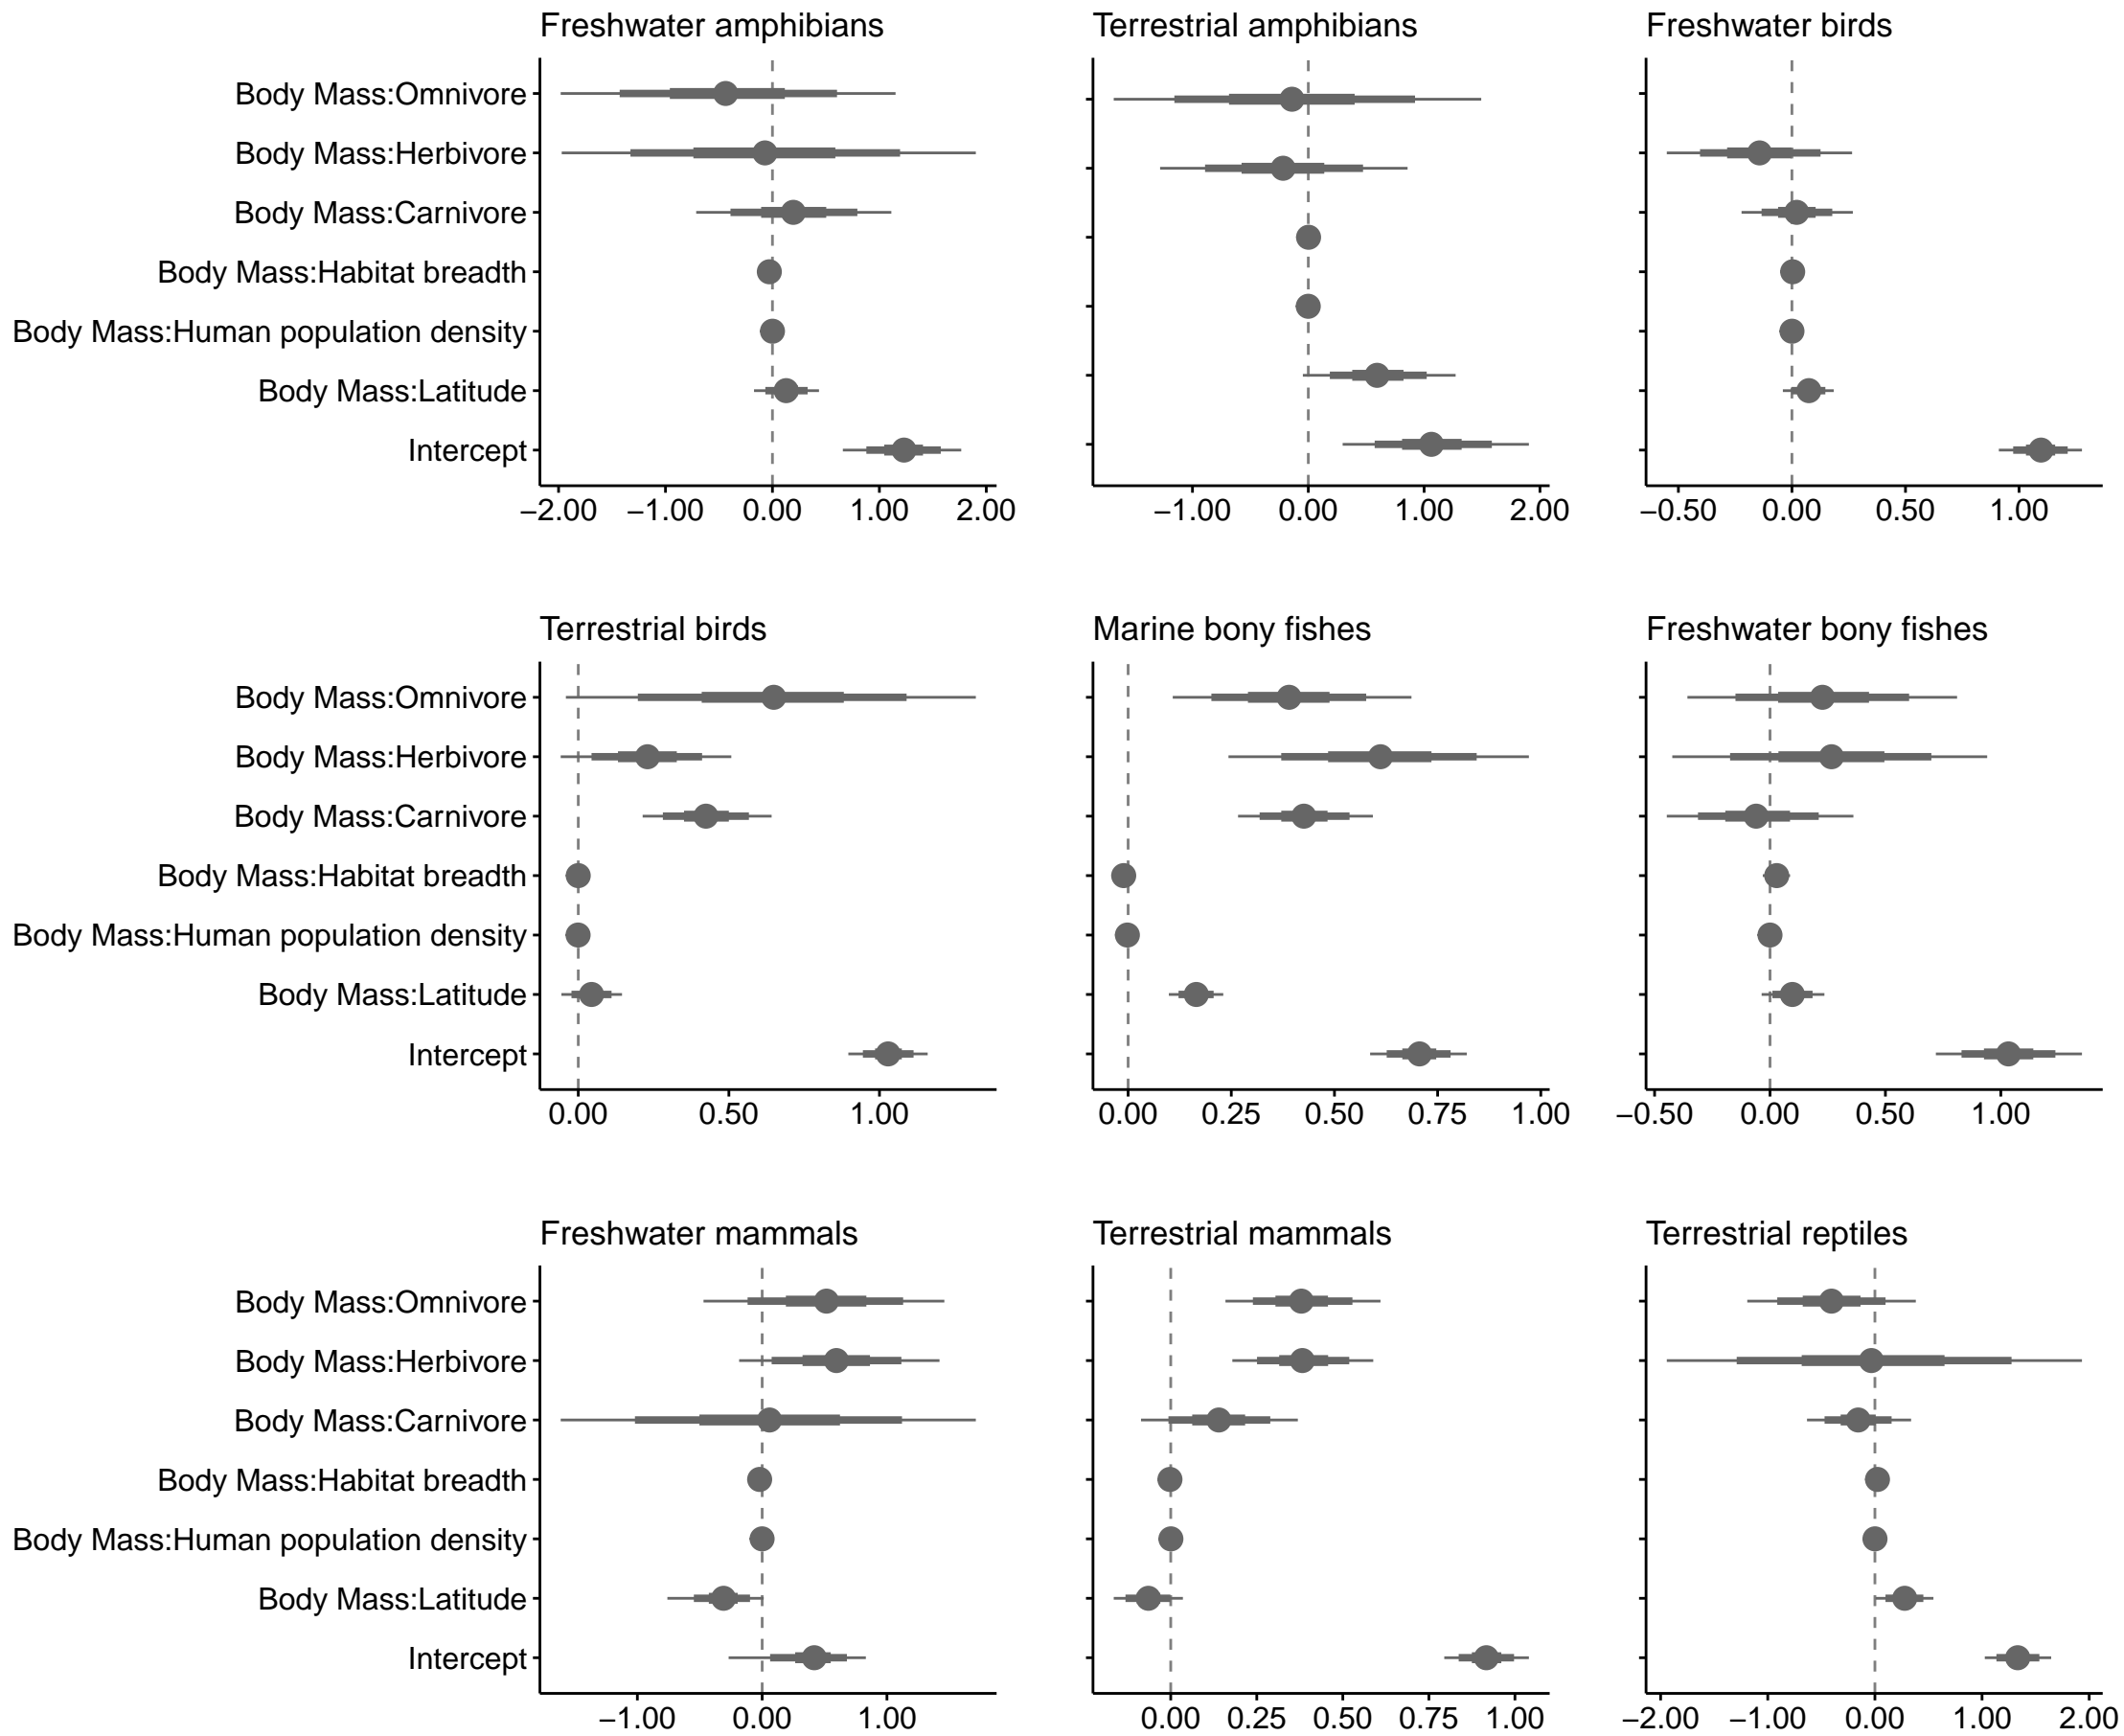 Freshwater amphibians
Terrestrial amphibians
Freshwater birds
Body Mass:Omnivore
Body Mass:Herbivore
Body Mass:Carnivore
Body Mass:Habitat breadth
Body Mass:Human population density
Body Mass:Latitude
Intercept
−2.00 −1.00 0.00 1.00 2.00
−1.00 0.00 1.00 2.00
−0.50 0.00 0.50 1.00
Terrestrial birds
Marine bony fishes
Freshwater bony fishes
Body Mass:Omnivore
Body Mass:Herbivore
Body Mass:Carnivore
Body Mass:Habitat breadth
Body Mass:Human population density
Body Mass:Latitude
Intercept
0.00 0.50 1.00
0.00 0.25 0.50 0.75 1.00
−0.50 0.00 0.50 1.00
Freshwater mammals
Terrestrial mammals
Terrestrial reptiles
Body Mass:Omnivore
Body Mass:Herbivore
Body Mass:Carnivore
Body Mass:Habitat breadth
Body Mass:Human population density
Body Mass:Latitude
Intercept
−1.00 0.00 1.00
0.00 0.25 0.50 0.75 1.00
−2.00 −1.00 0.00 1.00 2.00